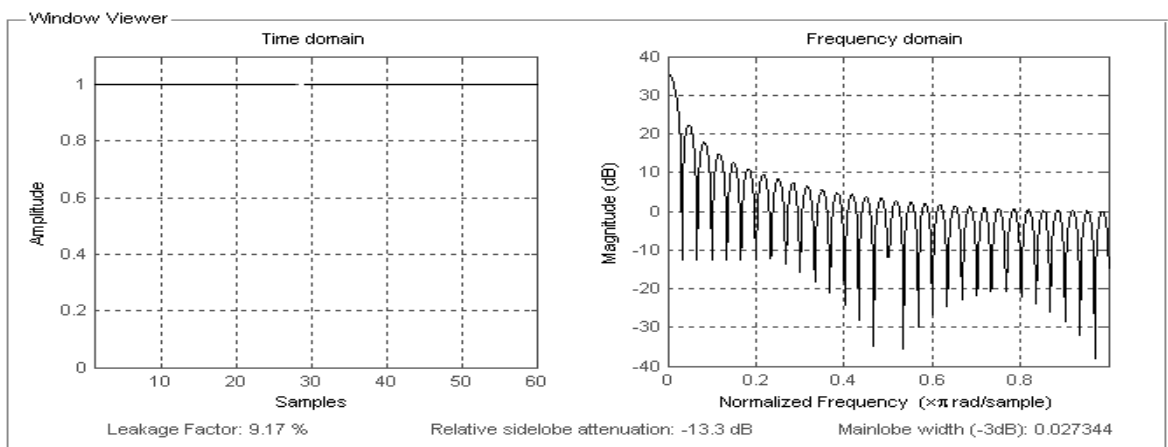 Window Viewer
Time domain
Amplitude
1
0.8
0.6
0.4
0.2
0
10 20 30 40 50 60
Samples
Frequency domain
Magnitude (dB)
40
30
20
10
0
-10
-20
-30
-40
0 0.2 0.4 0.6 0.8
Normalized Frequency (×π rad/sample)
Leakage Factor: 9.17 % Relative sidelobe attenuation: -13.3 dB Mainlobe width (-3dB): 0.027344